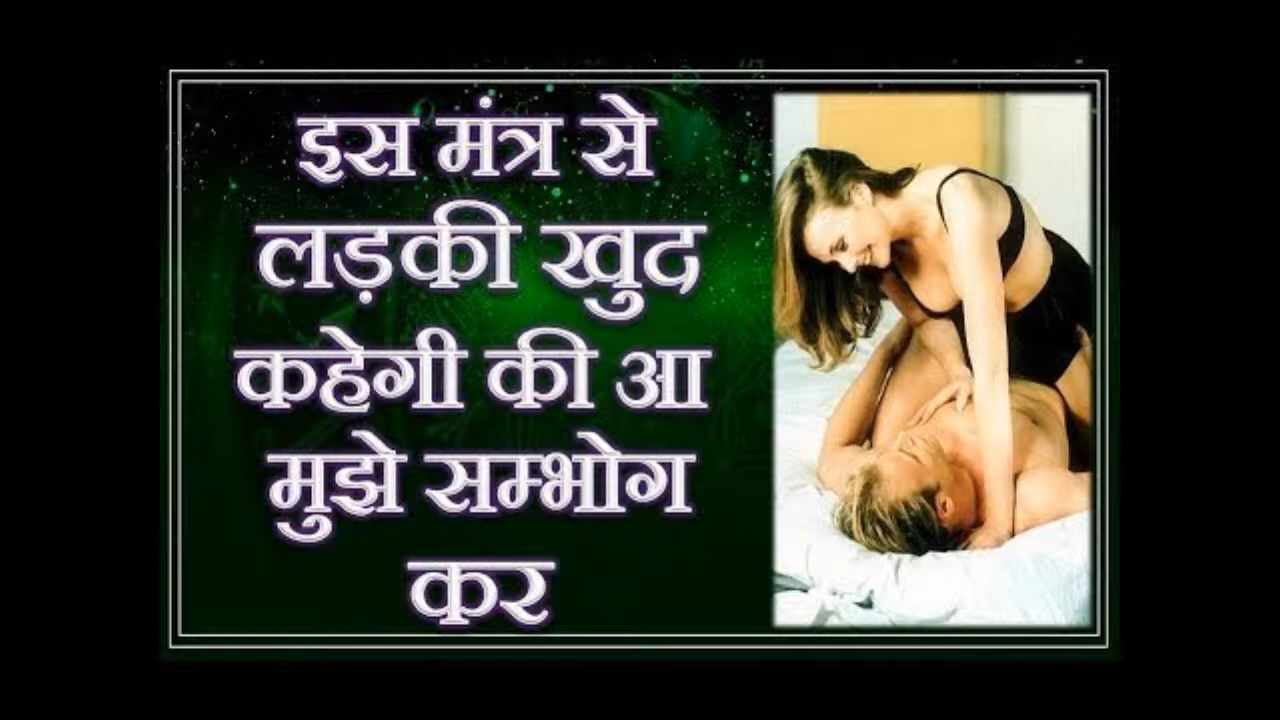 इस मंत्र से
लड़की खुद
कहेगी की आ
मुझे सम्भोग
कर